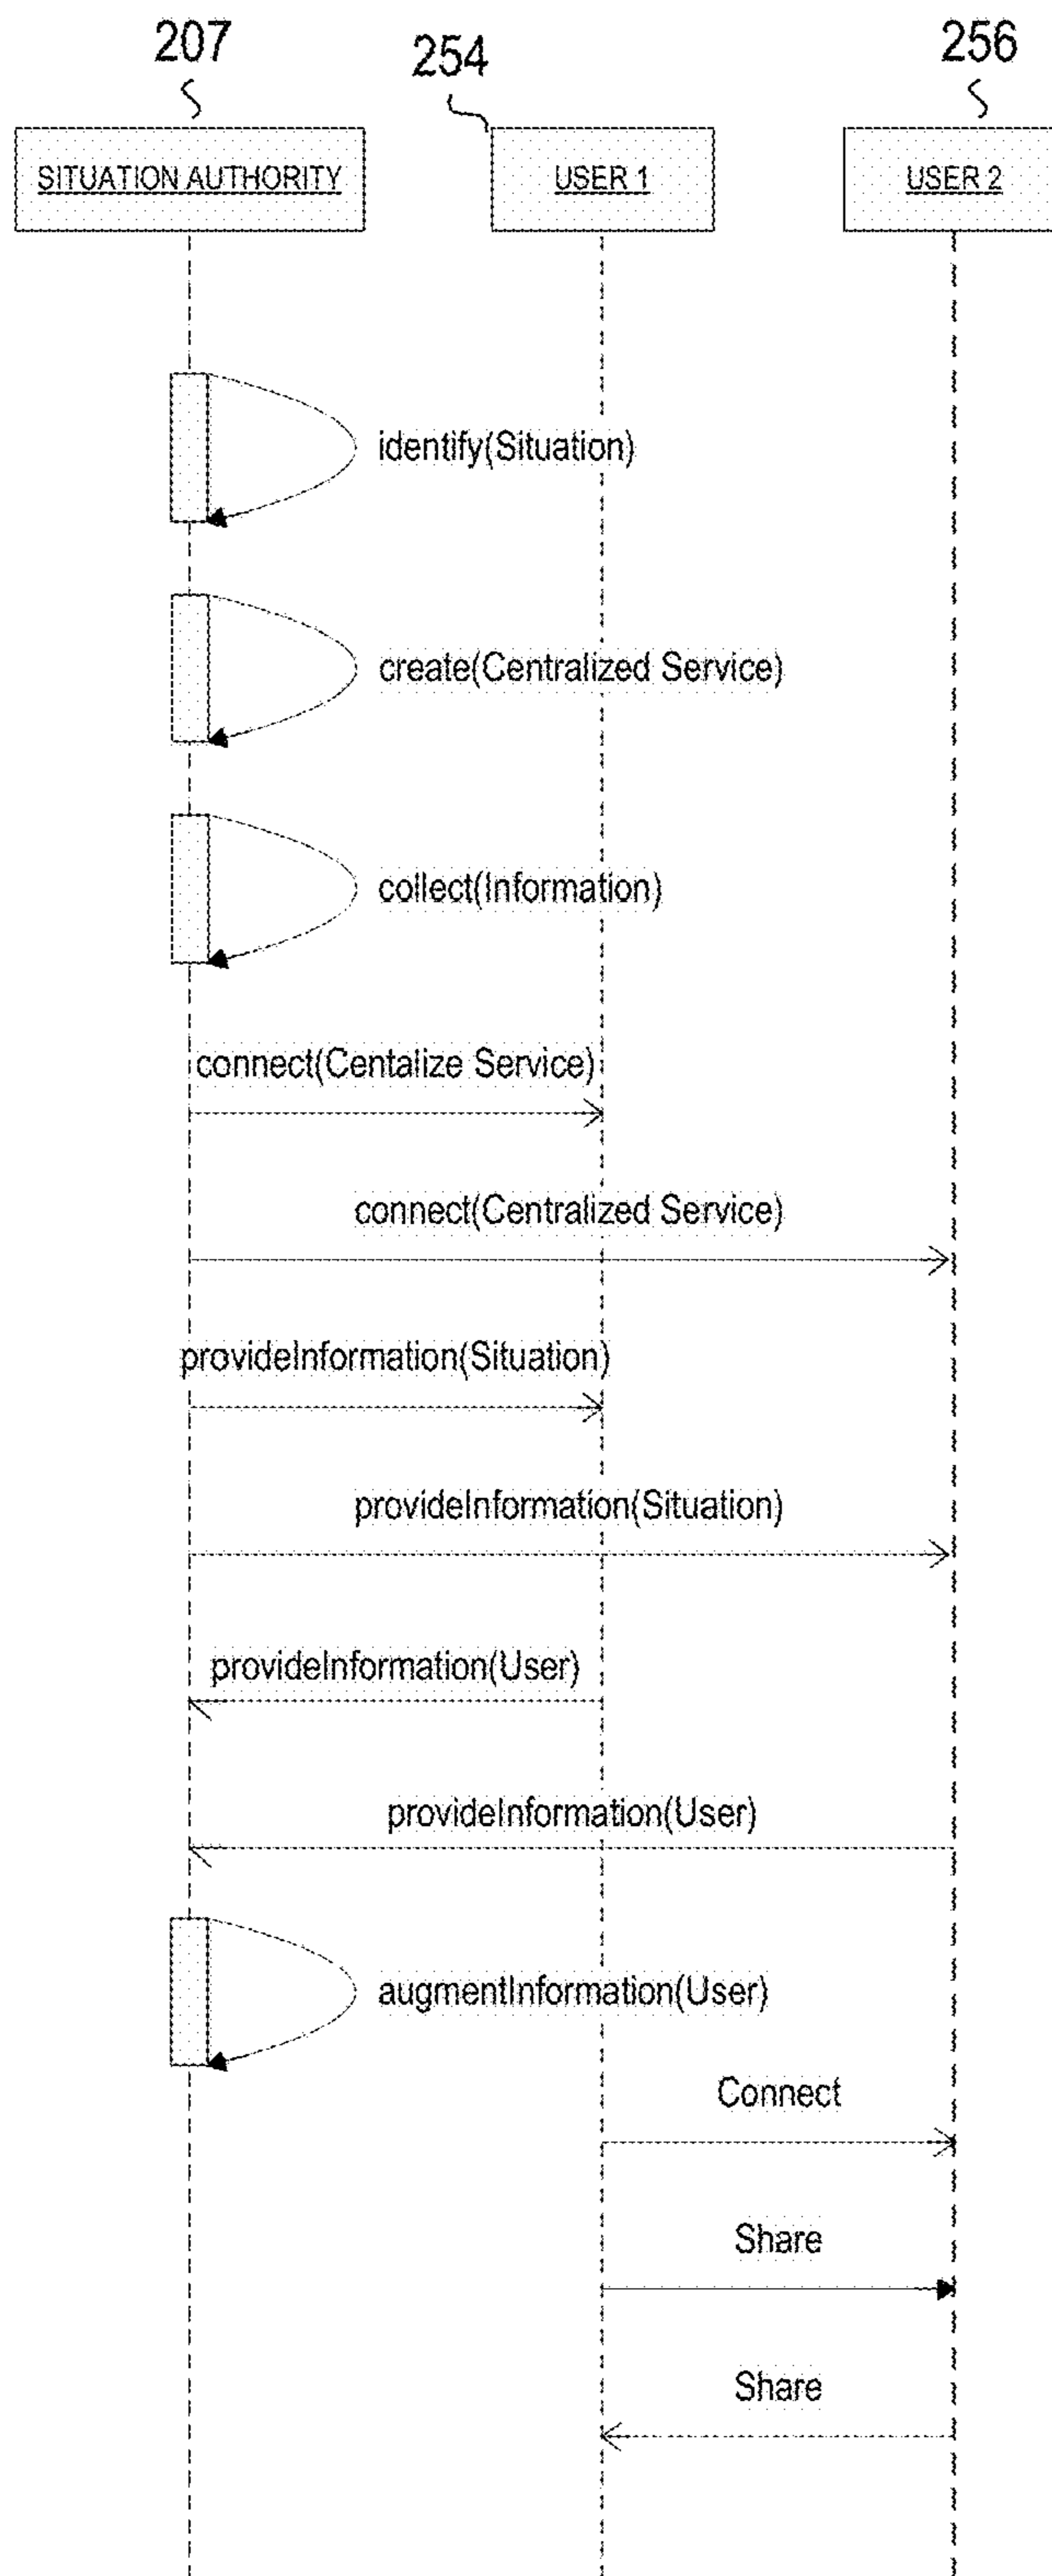 207
254
256
SITUATION AUTHORITY
USER 1
USER 2
identify(Situation)
create(Centralized Service)
collect(Information)
connect(Centalize Service)
connect(Centralized Service)
provideInformation(Situation)
provideInformation(Situation)
provideInformation(User)
provideInformation(User)
augmentInformation(User)
Connect
Share
Share